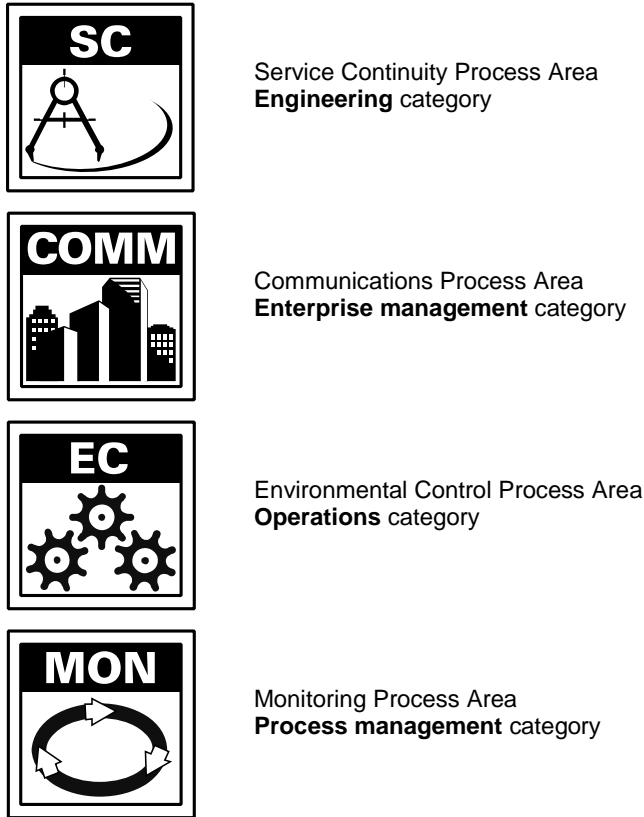 SC
Service Continuity Process Area
Engineering category
COMM
Communications Process Area
Enterprise management category
EC
Environmental Control Process Area
Operations category
MON
Monitoring Process Area
Process management category